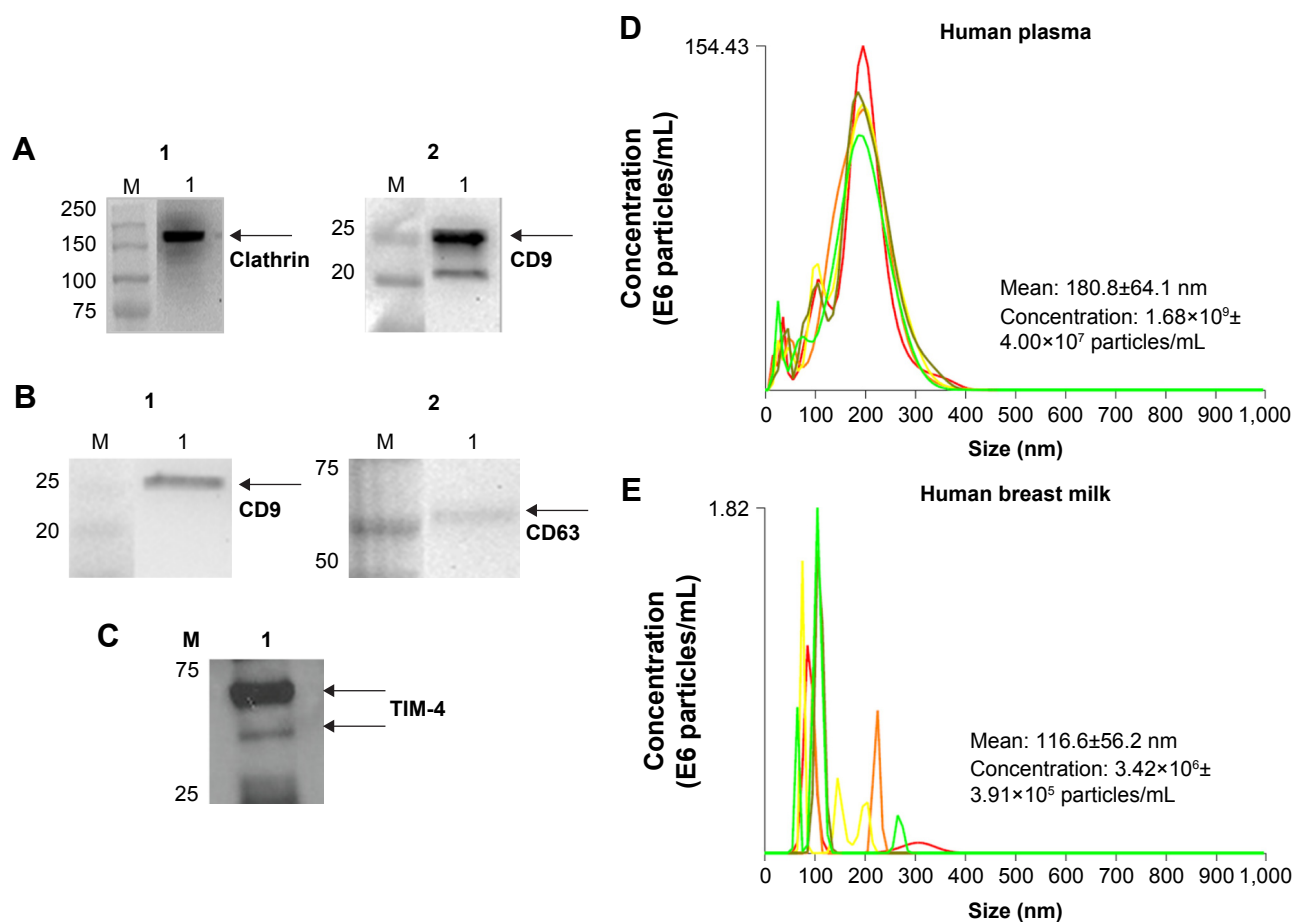 A
1
M 1
250
150
100
75
Clathrin
2
M 1
25
20
CD9
B
1
M 1
25
20
CD9
2
M 1
75
50
CD63
C
M 1
75
25
TIM-4
D
Human plasma
154.43
Concentration
(E6 particles/mL)
Mean: 180.8±64.1 nm
Concentration: 1.68×10⁹±
4.00×10⁷ particles/mL
0 100 200 300 400 500 600 700 800 900 1,000
Size (nm)
E
Human breast milk
1.82
Concentration
(E6 particles/mL)
Mean: 116.6±56.2 nm
Concentration: 3.42×10⁶±
3.91×10⁵ particles/mL
0 100 200 300 400 500 600 700 800 900 1,000
Size (nm)